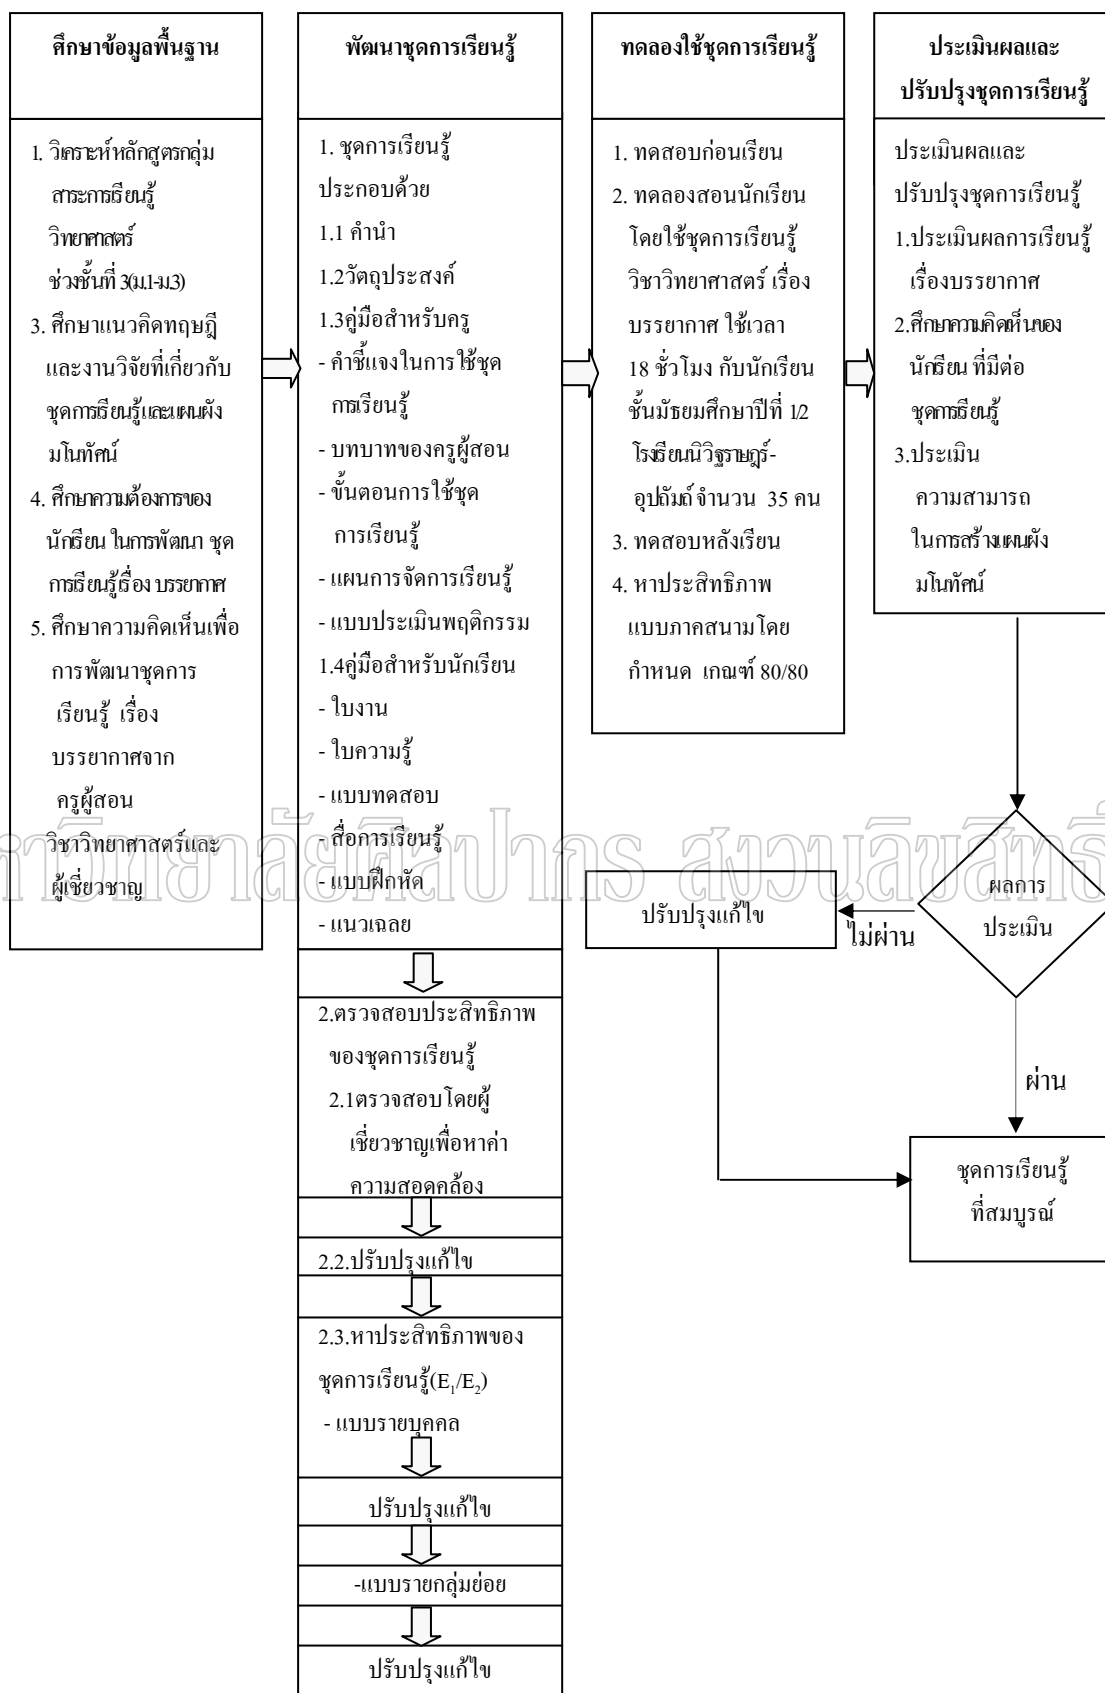 ศึกษาข้อมูลพื้นฐาน
1. วิเคราะห์หลักสูตรกลุ่ม
สาระการเรียนรู้
วิทยาศาสตร์
ช่วงชั้นที่ 3(ม.1-ม.3)
3. ศึกษาแนวคิดทฤษฎี
และงานวิจัยที่เกี่ยวกับ
ชุดการเรียนรู้และแผนผัง
มโนทัศน์
4. ศึกษาความต้องการของ
นักเรียน ในการพัฒนา ชุด
การเรียนรู้เรื่อง บรรยากาศ
5. ศึกษาความคิดเห็นเพื่อ
การพัฒนาชุดการ
เรียนรู้ เรื่อง
บรรยากาศจาก
ครูผู้สอน
วิชาวิทยาศาสตร์และ
ผู้เชี่ยวชาญ
พัฒนาชุดการเรียนรู้
1. ชุดการเรียนรู้
ประกอบด้วย
1.1 คำนำ
1.2วัตถุประสงค์
1.3คู่มือสำหรับครู
- คำชี้แจงในการใช้ชุด
การเรียนรู้
- บทบาทของครูผู้สอน
- ขั้นตอนการใช้ชุด
การเรียนรู้
- แผนการจัดการเรียนรู้
- แบบประเมินพฤติกรรม
1.4คู่มือสำหรับนักเรียน
- ใบงาน
- ใบความรู้
- แบบทดสอบ
- สื่อการเรียนรู้
- แบบฝึกหัด
- แนวเฉลย
2.ตรวจสอบประสิทธิภาพ
ของชุดการเรียนรู้
2.1ตรวจสอบโดยผู้
เชี่ยวชาญเพื่อหาค่า
ความสอดคล้อง
2.2.ปรับปรุงแก้ไข
2.3.หาประสิทธิภาพของ
ชุดการเรียนรู้(E₁/E₂)
- แบบรายบุคคล
ปรับปรุงแก้ไข
-แบบรายกลุ่มย่อย
ปรับปรุงแก้ไข
ทดลองใช้ชุดการเรียนรู้
1. ทดสอบก่อนเรียน
2. ทดลองสอนนักเรียน
โดยใช้ชุดการเรียนรู้
วิชาวิทยาศาสตร์ เรื่อง
บรรยากาศ ใช้เวลา
18 ชั่วโมง กับนักเรียน
ชั้นมัธยมศึกษาปีที่ 1/2
โรงเรียนนิวิฐราษฎร์-
อุปถัมภ์ จำนวน 35 คน
3. ทดสอบหลังเรียน
4. หาประสิทธิภาพ
แบบภาคสนามโดย
กำหนด เกณฑ์ 80/80
ประเมินผลและ
ปรับปรุงชุดการเรียนรู้
ประเมินผลและ
ปรับปรุงชุดการเรียนรู้
1.ประเมินผลการเรียนรู้
เรื่องบรรยากาศ
2.ศึกษาความคิดเห็นของ
นักเรียน ที่มีต่อ
ชุดการเรียนรู้
3.ประเมิน
ความสามารถ
ในการสร้างแผนผัง
มโนทัศน์
ผลการ
ประเมิน
ไม่ผ่าน
ปรับปรุงแก้ไข
ผ่าน
ชุดการเรียนรู้
ที่สมบูรณ์
หาวิทยาลัยศิลปากร สงวนลิขสิทธิ์